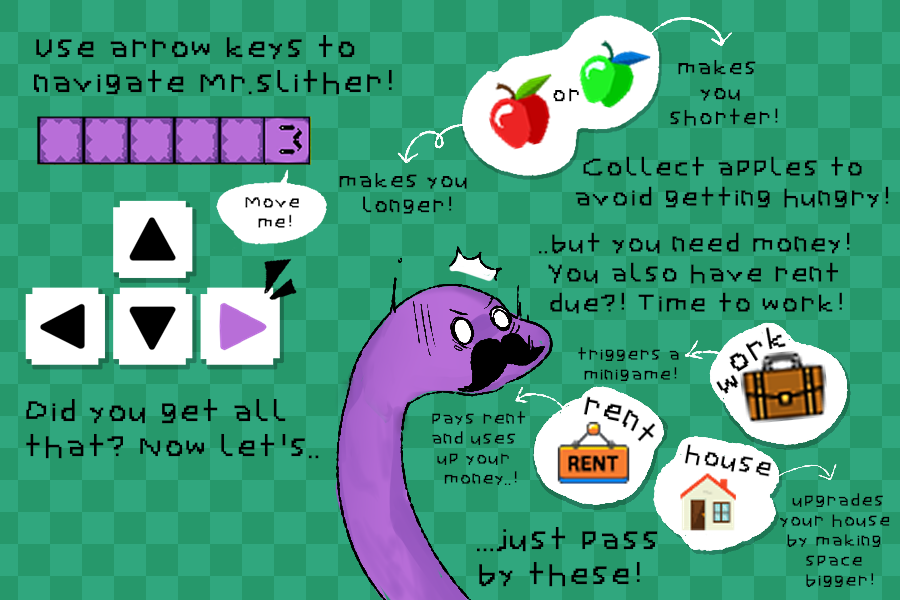 Use arrow keys to
navigate Mr.Slither!
Move
me!
Did you get all
that? Now let's..
or
makes you
longer!
makes
you
shorter!
Collect apples to
avoid getting hungry!
..but you need money!
You also have rent
due?! Time to work!
triggers a
minigame!
work
pays rent
and uses
up your
money..!
rent
RENT
house
upgrades
your house
by making
space
bigger!
....just pass
by these!